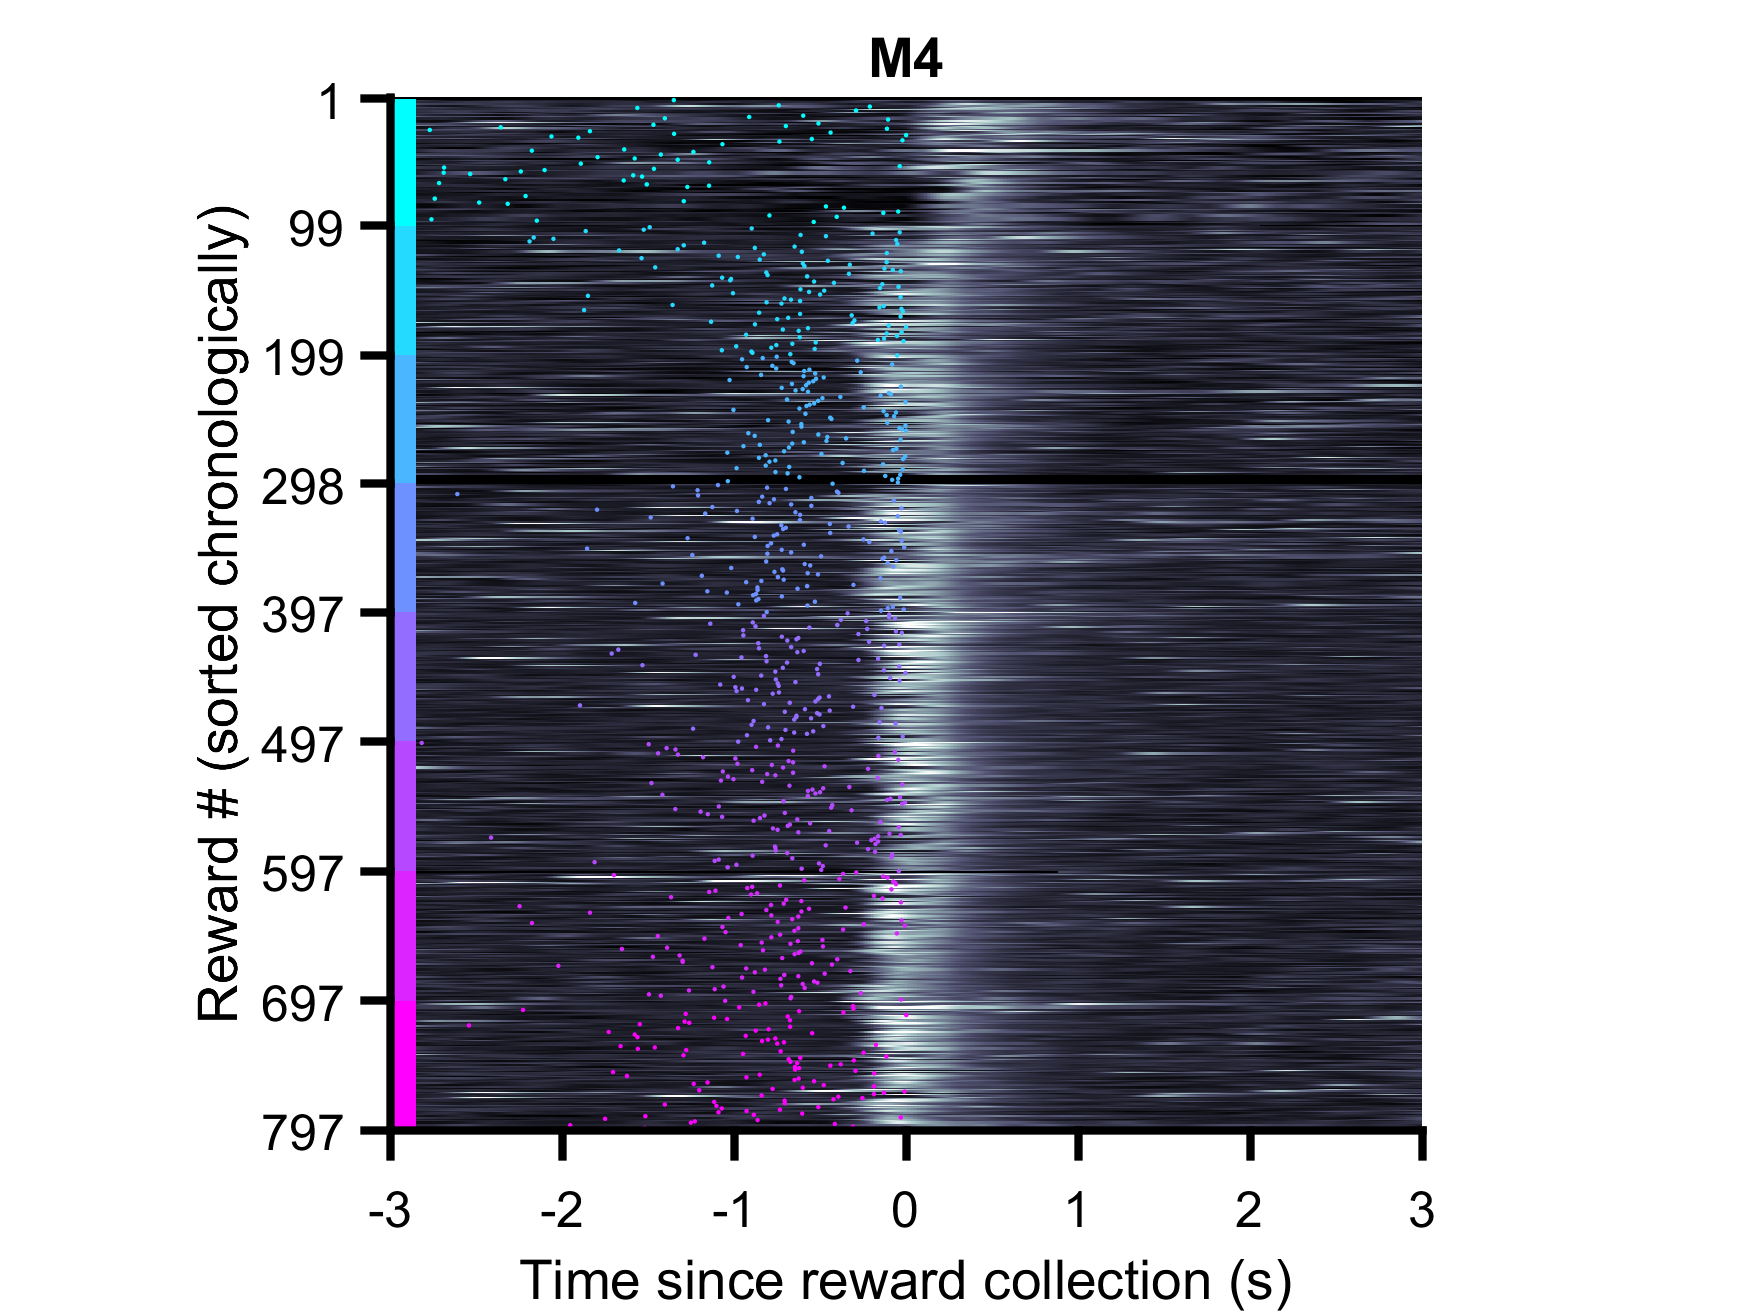 M4
1
99
199
298
397
497
597
697
797
Reward # (sorted chronologically)
-3 -2 -1 0 1 2 3
Time since reward collection (s)